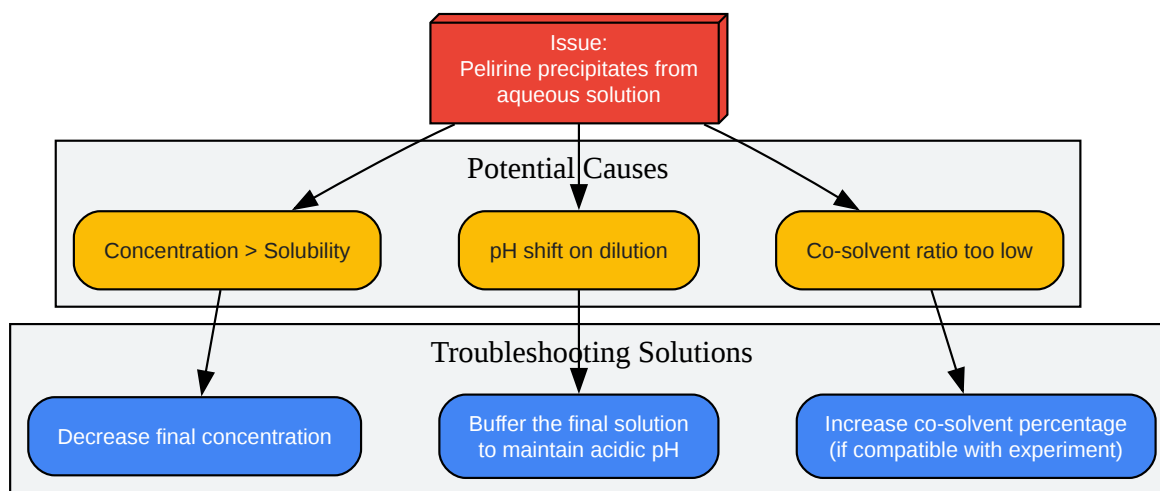 Issue:
Pelirine precipitates from
aqueous solution
Potential Causes
Concentration > Solubility
pH shift on dilution
Co-solvent ratio too low
Troubleshooting Solutions
Decrease final concentration
Buffer the final solution
to maintain acidic pH
Increase co-solvent percentage
(if compatible with experiment)